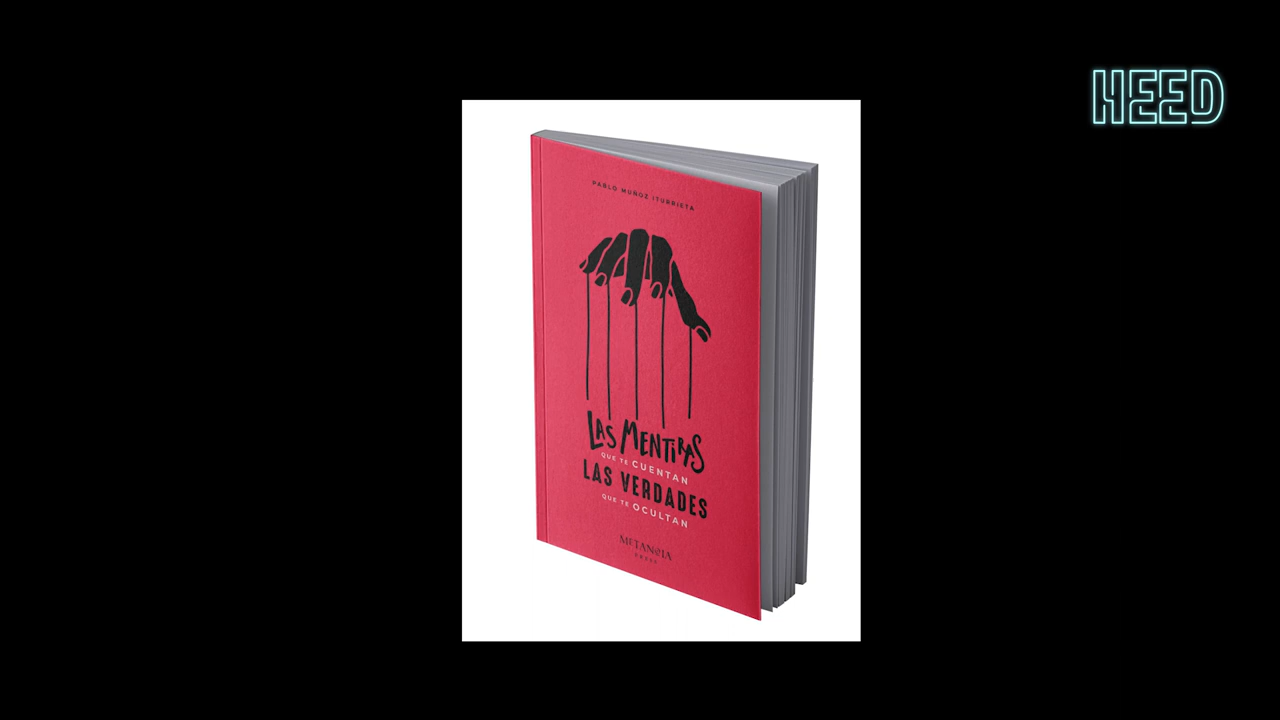 HEED
PABLO MUÑOZ ITURRIETA
LAS MENTIRAS
QUE TE CUENTAN
LAS VERDADES
QUE TE OCULTAN
METANOIA